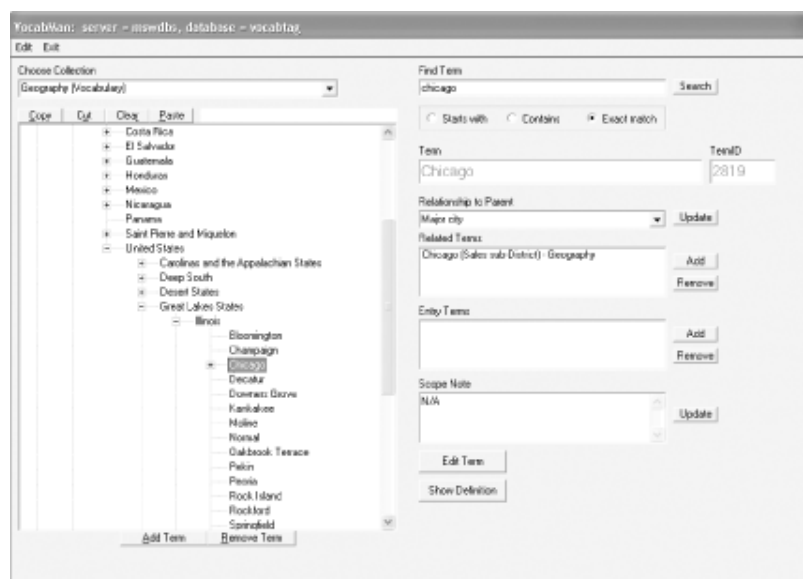 VocabMan: server - mswdbs, database - vocabtag
Edit Exit
Choose Collection
Geography (Vocabulary)
Copy Cut Clear Paste
Costa Rica
El Salvador
Guatemala
Honduras
Mexico
Nicaragua
Panama
Saint Pierre and Miquelon
United States
Carolinas and the Appalachian States
Deep South
Desert States
Great Lakes States
Illinois
Bloomington
Champaign
Chicago
Decatur
Downers Grove
Kankakee
Moline
Normal
Oakbrook Terrace
Pekin
Peoria
Rock Island
Rockford
Springfield
Add Term Remove Term
Find Term
chicago Search
Starts with Contains Exact match
Term TermID
Chicago 2819
Relationship to Parent
Major city Update
Related Terms
Chicago (Sales sub-District) - Geography
Add
Remove
Entry Terms
Add
Remove
Scope Note
N/A
Update
Edit Term
Show Definition